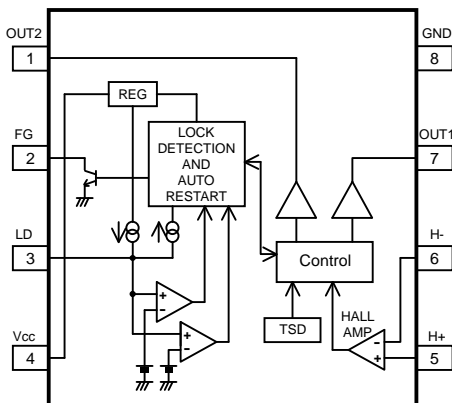 OUT2
1
FG
2
LD
3
Vcc
4
REG
LOCK
DETECTION
AND
AUTO
RESTART
+
-
+
-
Control
TSD
HALL
AMP
-
+
GND
8
OUT1
7
H-
6
H+
5